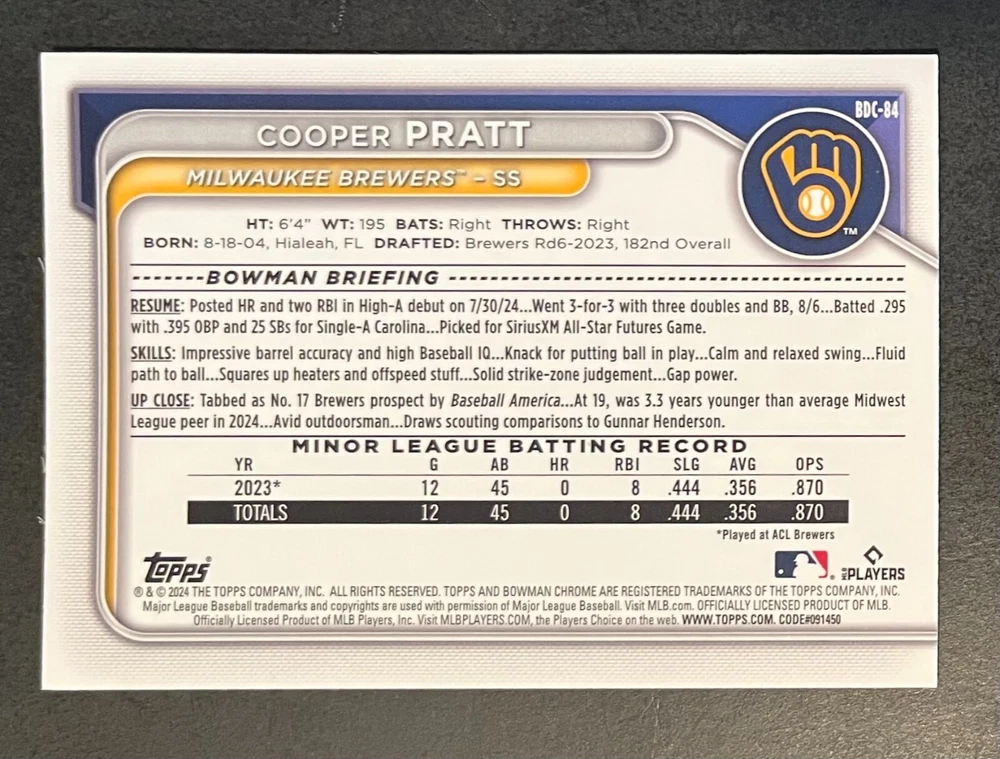 BDC-84
COOPER PRATT
MILWAUKEE BREWERS™ – SS
TM
HT: 6'4" WT: 195 BATS: Right THROWS: Right
BORN: 8-18-04, Hialeah, FL DRAFTED: Brewers Rd6-2023, 182nd Overall
BOWMAN BRIEFING
RESUME: Posted HR and two RBI in High-A debut on 7/30/24...Went 3-for-3 with three doubles and BB, 8/6...Batted .295
with .395 OBP and 25 SBs for Single-A Carolina...Picked for SiriusXM All-Star Futures Game.
SKILLS: Impressive barrel accuracy and high Baseball IQ...Knack for putting ball in play...Calm and relaxed swing...Fluid
path to ball...Squares up heaters and offspeed stuff...Solid strike-zone judgement...Gap power.
UP CLOSE: Tabbed as No. 17 Brewers prospect by Baseball America...At 19, was 3.3 years younger than average Midwest
League peer in 2024...Avid outdoorsman...Draws scouting comparisons to Gunnar Henderson.
MINOR LEAGUE BATTING RECORD
YR G AB HR RBI SLG AVG OPS
2023* 12 45 0 8 .444 .356 .870
TOTALS 12 45 0 8 .444 .356 .870
*Played at ACL Brewers
Topps®
® MLB PLAYERS
® & © 2024 THE TOPPS COMPANY, INC. ALL RIGHTS RESERVED. TOPPS AND BOWMAN CHROME ARE REGISTERED TRADEMARKS OF THE TOPPS COMPANY, INC.
Major League Baseball trademarks and copyrights are used with permission of Major League Baseball. Visit MLB.com. OFFICIALLY LICENSED PRODUCT OF MLB.
Officially Licensed Product of MLB Players, Inc. Visit MLBPLAYERS.COM, the Players Choice on the web. WWW.TOPPS.COM. CODE#091450